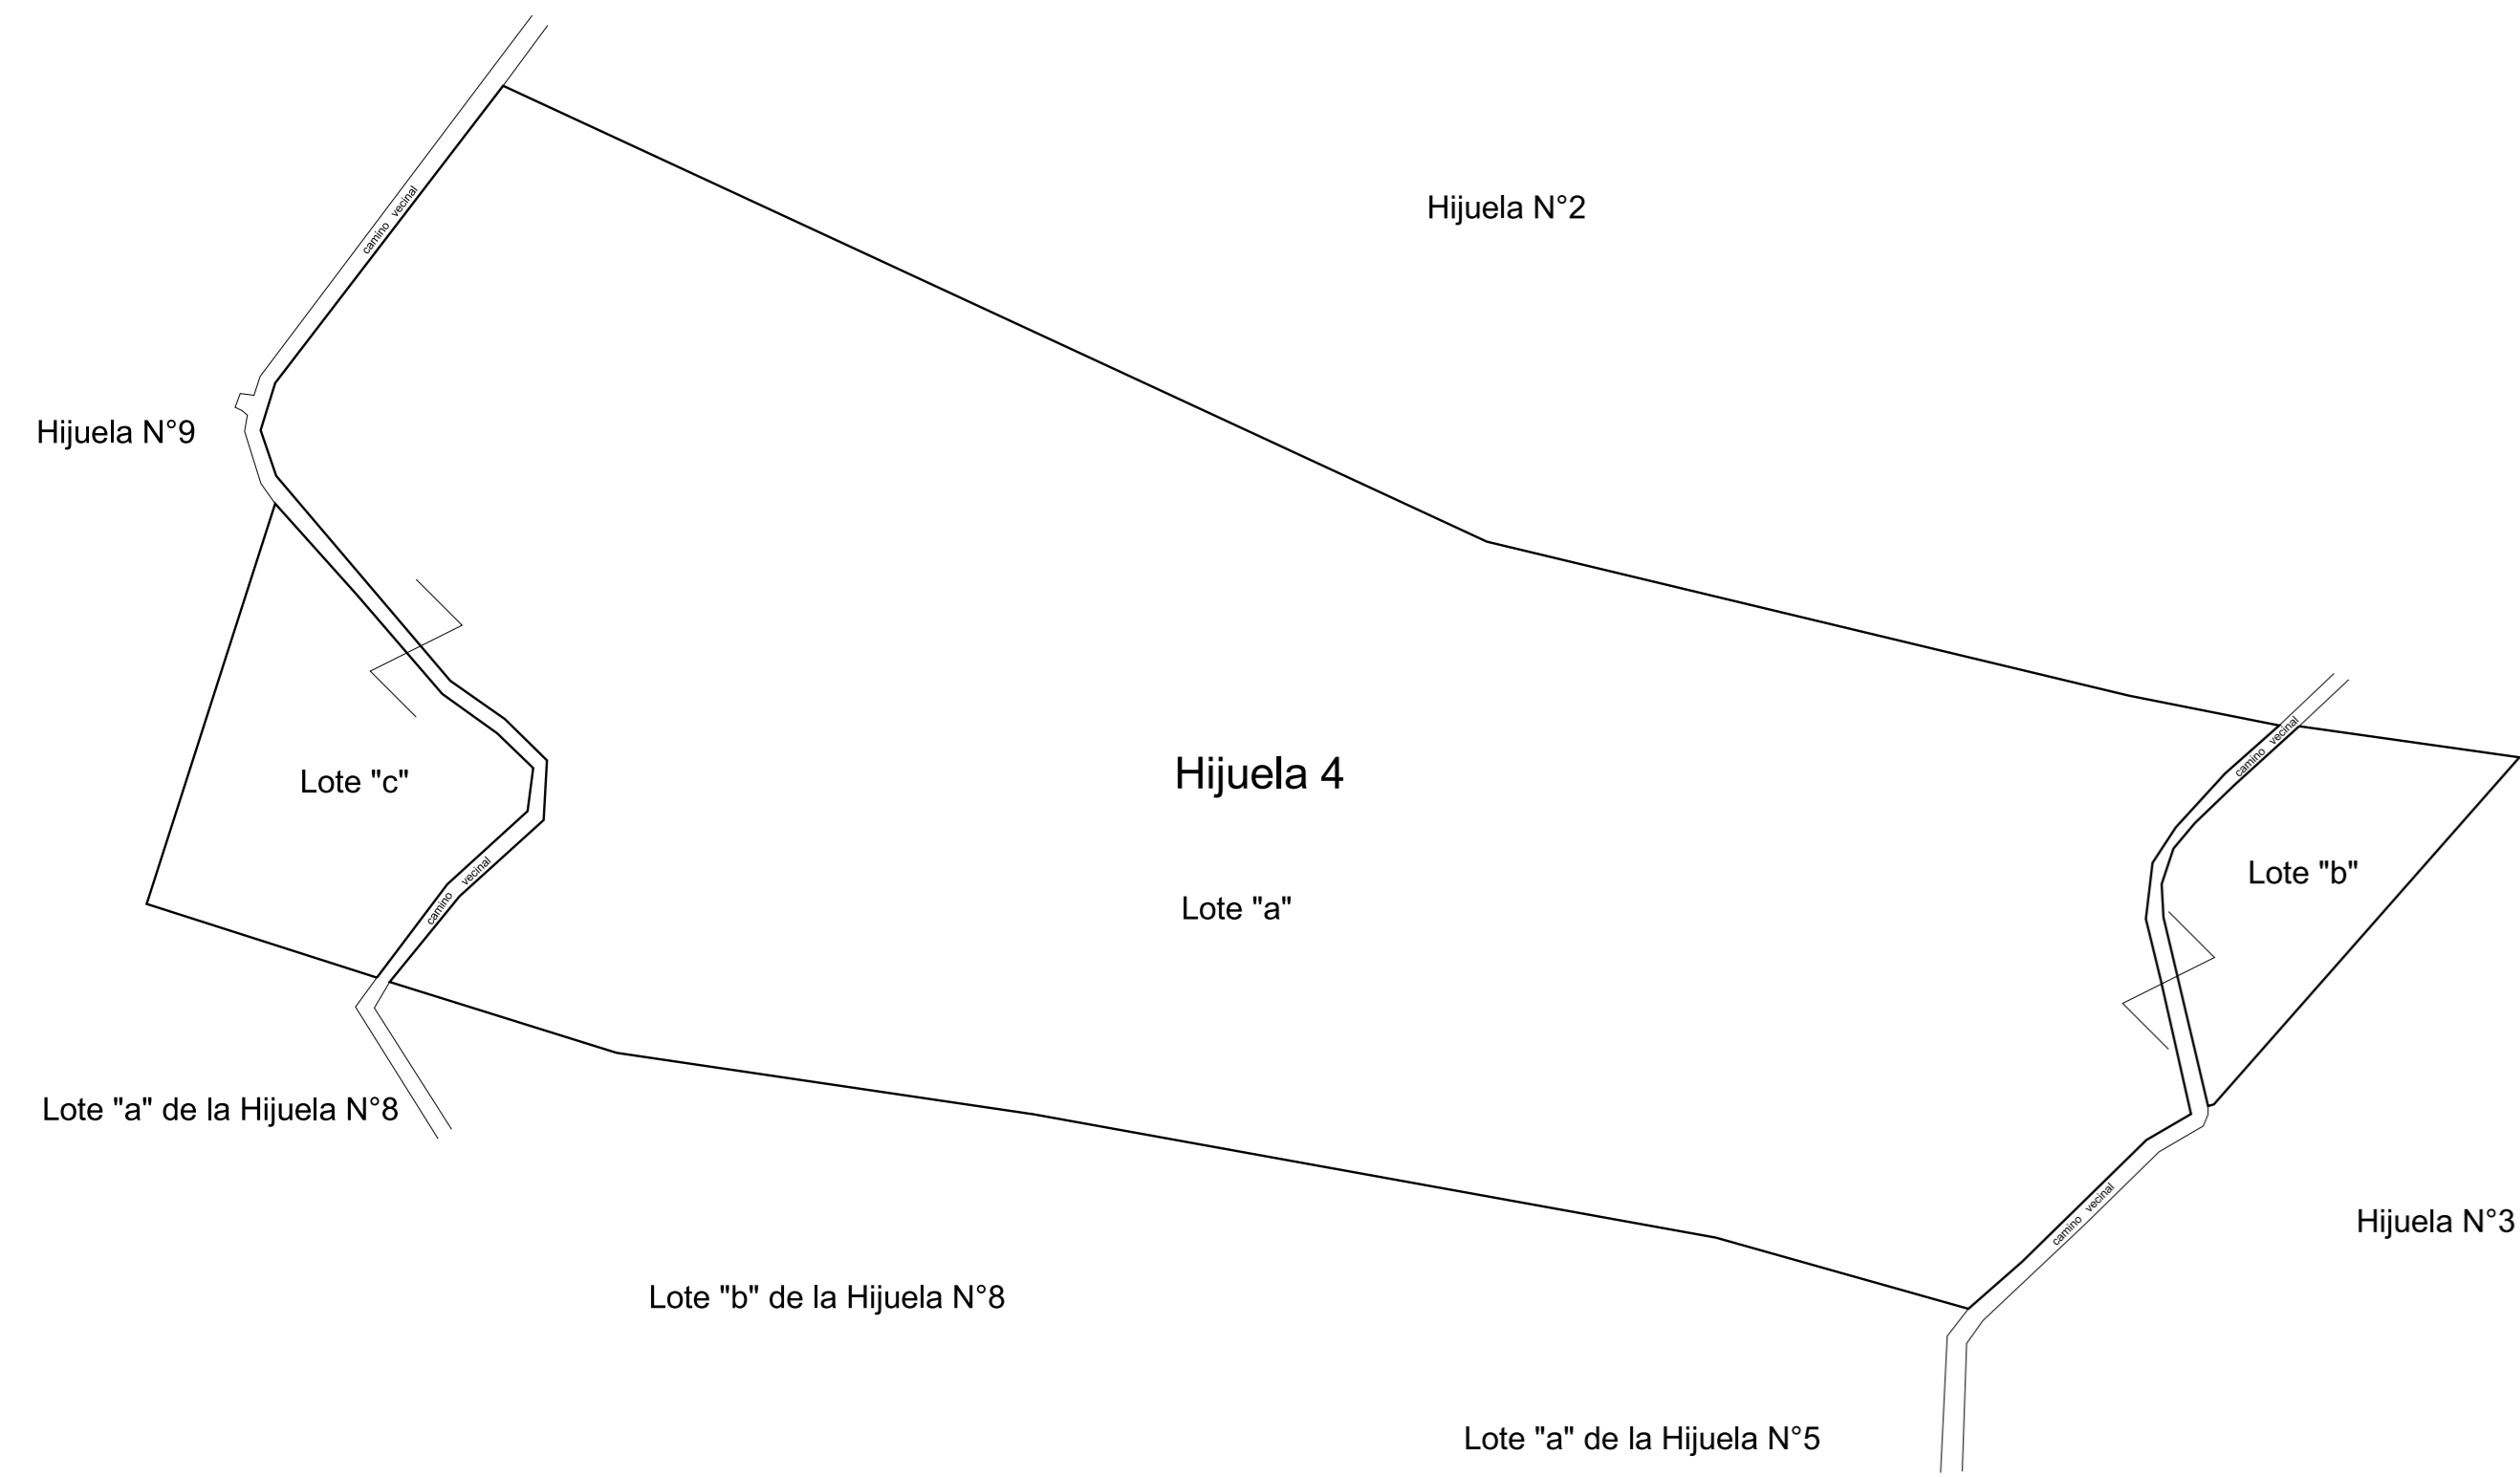 camino vecinal
Hijuela N°2
Hijuela N°9
camino vecinal
Hijuela 4
Lote "c"
Lote "b"
camino vecinal
Lote "a"
Lote "a" de la Hijuela N°8
camino vecinal
Hijuela N°3
Lote "b" de la Hijuela N°8
Lote "a" de la Hijuela N°5